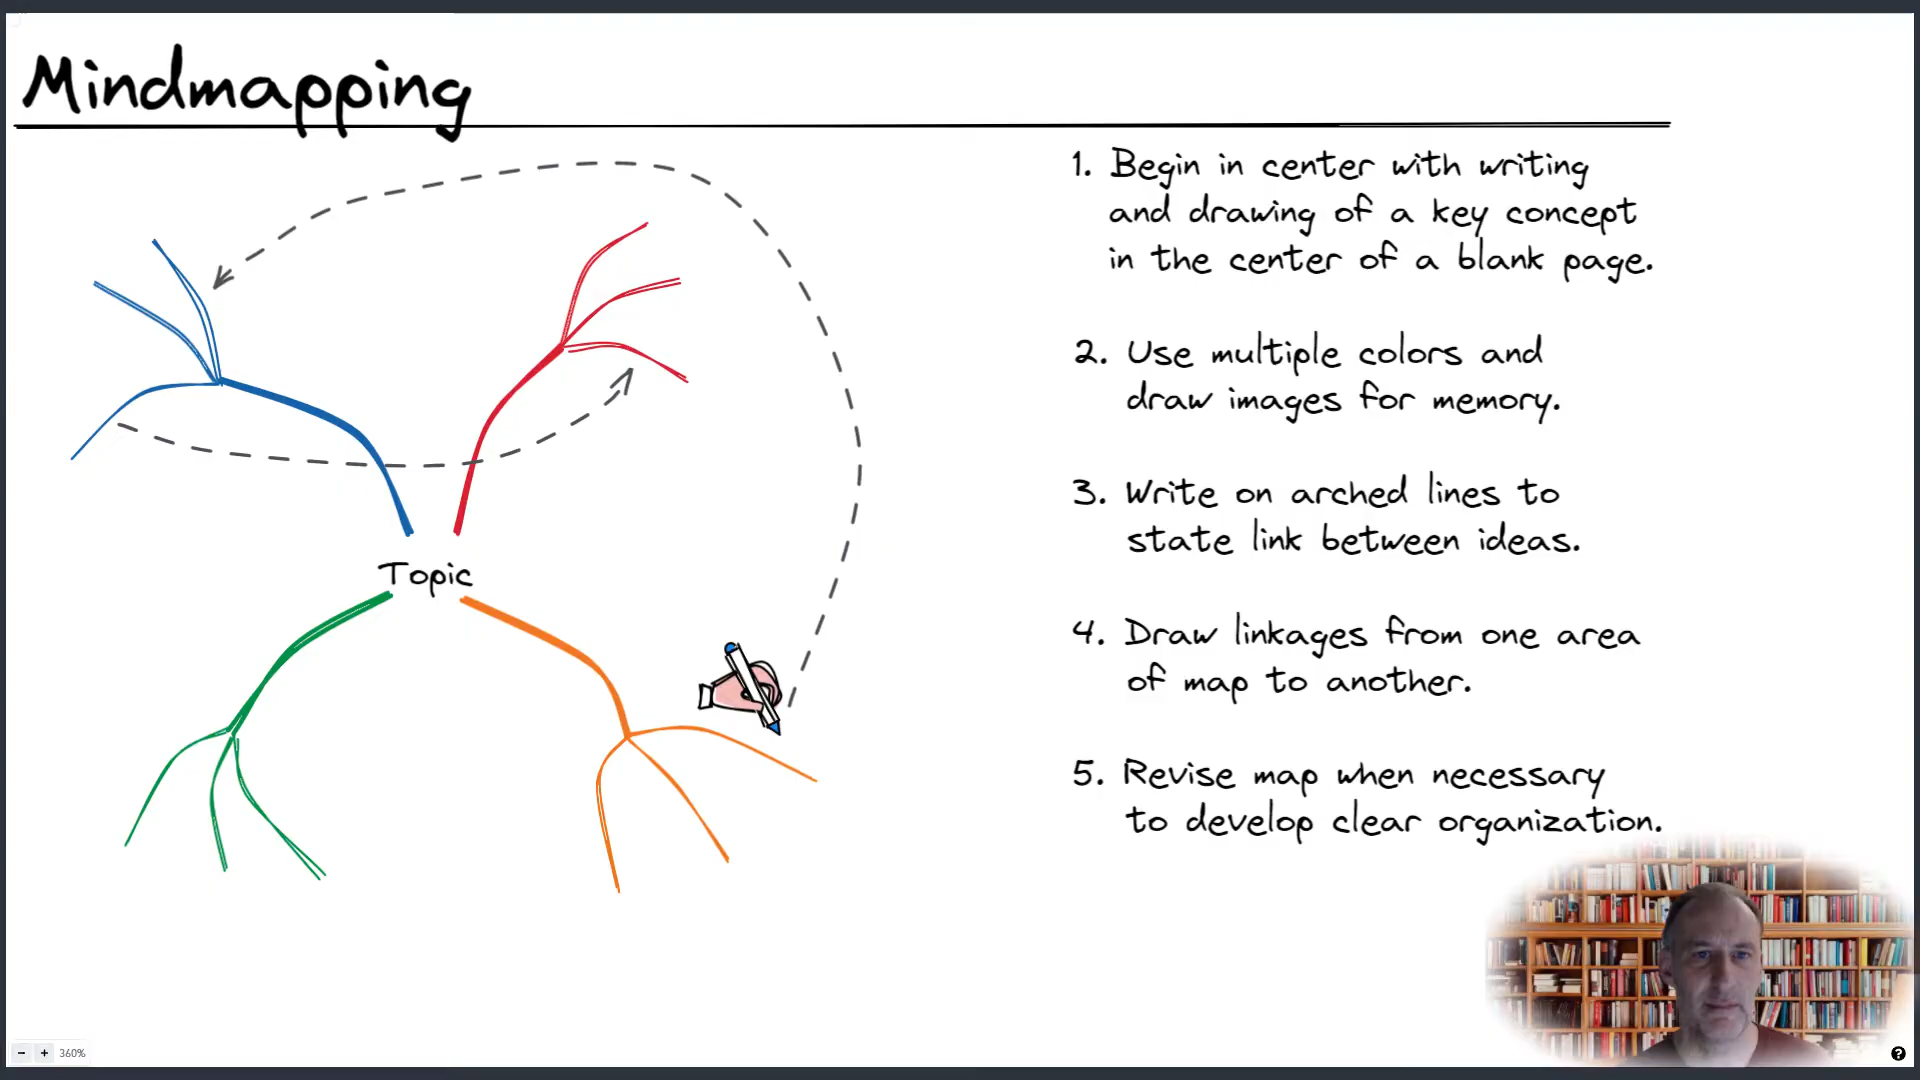 Mindmapping
1. Begin in center with writing
and drawing of a key concept
in the center of a blank page.
2. Use multiple colors and
draw images for memory.
3. Write on arched lines to
state link between ideas.
Topic
4. Draw linkages from one area
of map to another.
5. Revise map when necessary
to develop clear organization.
− + 360%
?